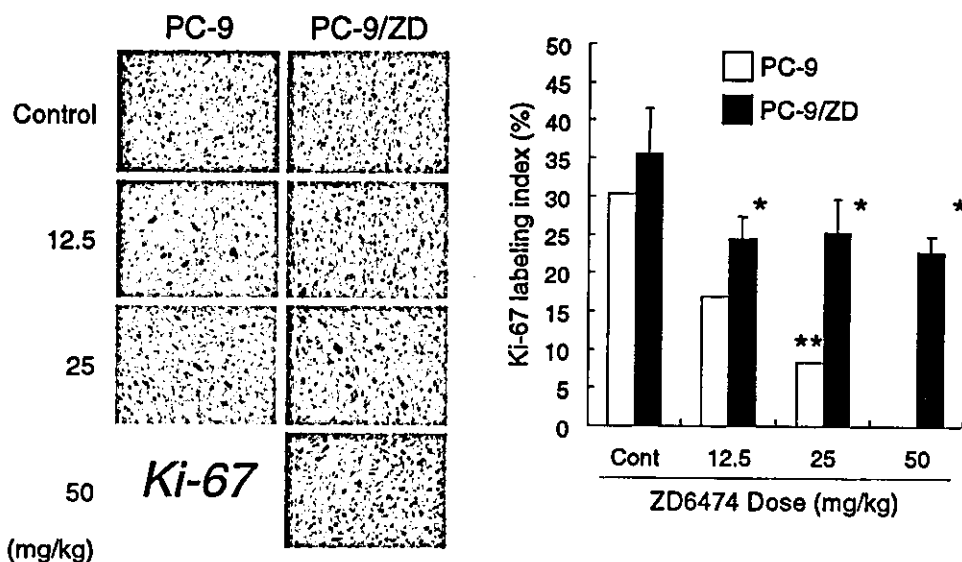 PC-9 PC-9/ZD
Control
12.5
25
50
(mg/kg)
Ki-67
Ki-67 labeling index (%)
50
45
40
35
30
25
20
15
10
5
0
PC-9
PC-9/ZD
*
*
*
**
Cont 12.5 25 50
ZD6474 Dose (mg/kg)